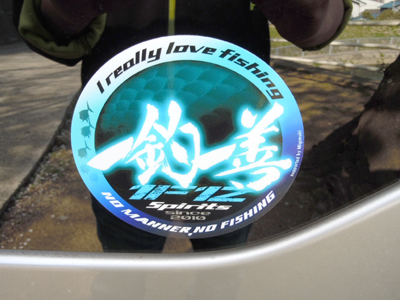 I really love fishing
一釣一善
Spirits
since
2010
NO MANNER,NO FISHING